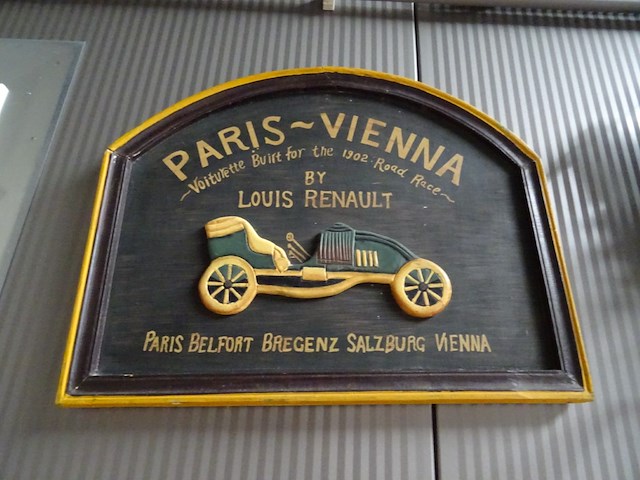 PARIS~VIENNA
~Voiturette Built for the 1902 Road Race~
BY
LOUIS RENAULT
PARIS BELFORT BREGENZ SALZBURG VIENNA